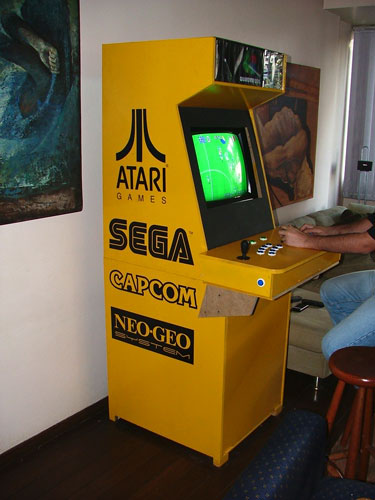 ATARI
GAMES
SEGA
CAPCOM
NEO•GEO
SYSTEM